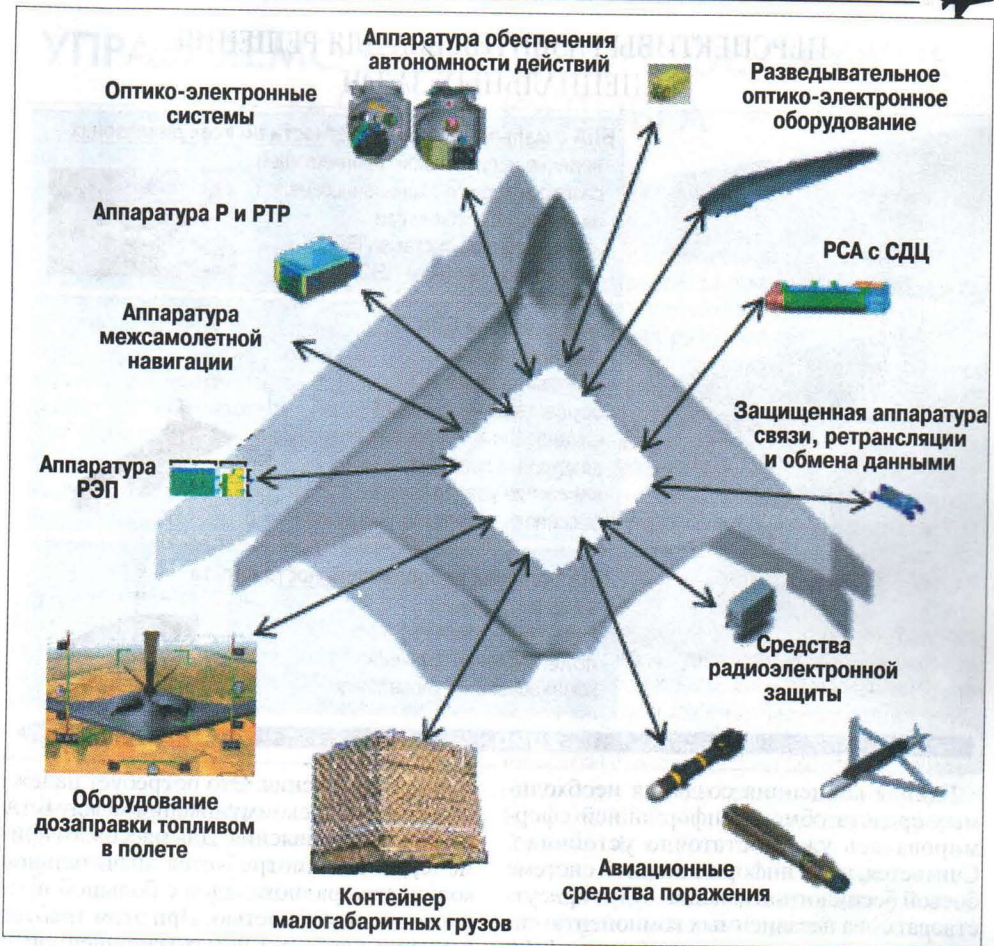 Аппаратура обеспечения
автономности действий
Оптико-электронные
системы
Разведывательное
оптико-электронное
оборудование
Аппаратура Р и РТР
РСА с СДЦ
Аппаратура
межсамолетной
навигации
Защищенная аппаратура
связи, ретрансляции
и обмена данными
Аппаратура
РЭП
Средства
радиоэлектронной
защиты
Оборудование
дозаправки топливом
в полете
Авиационные
средства поражения
Контейнер
малогабаритных грузов